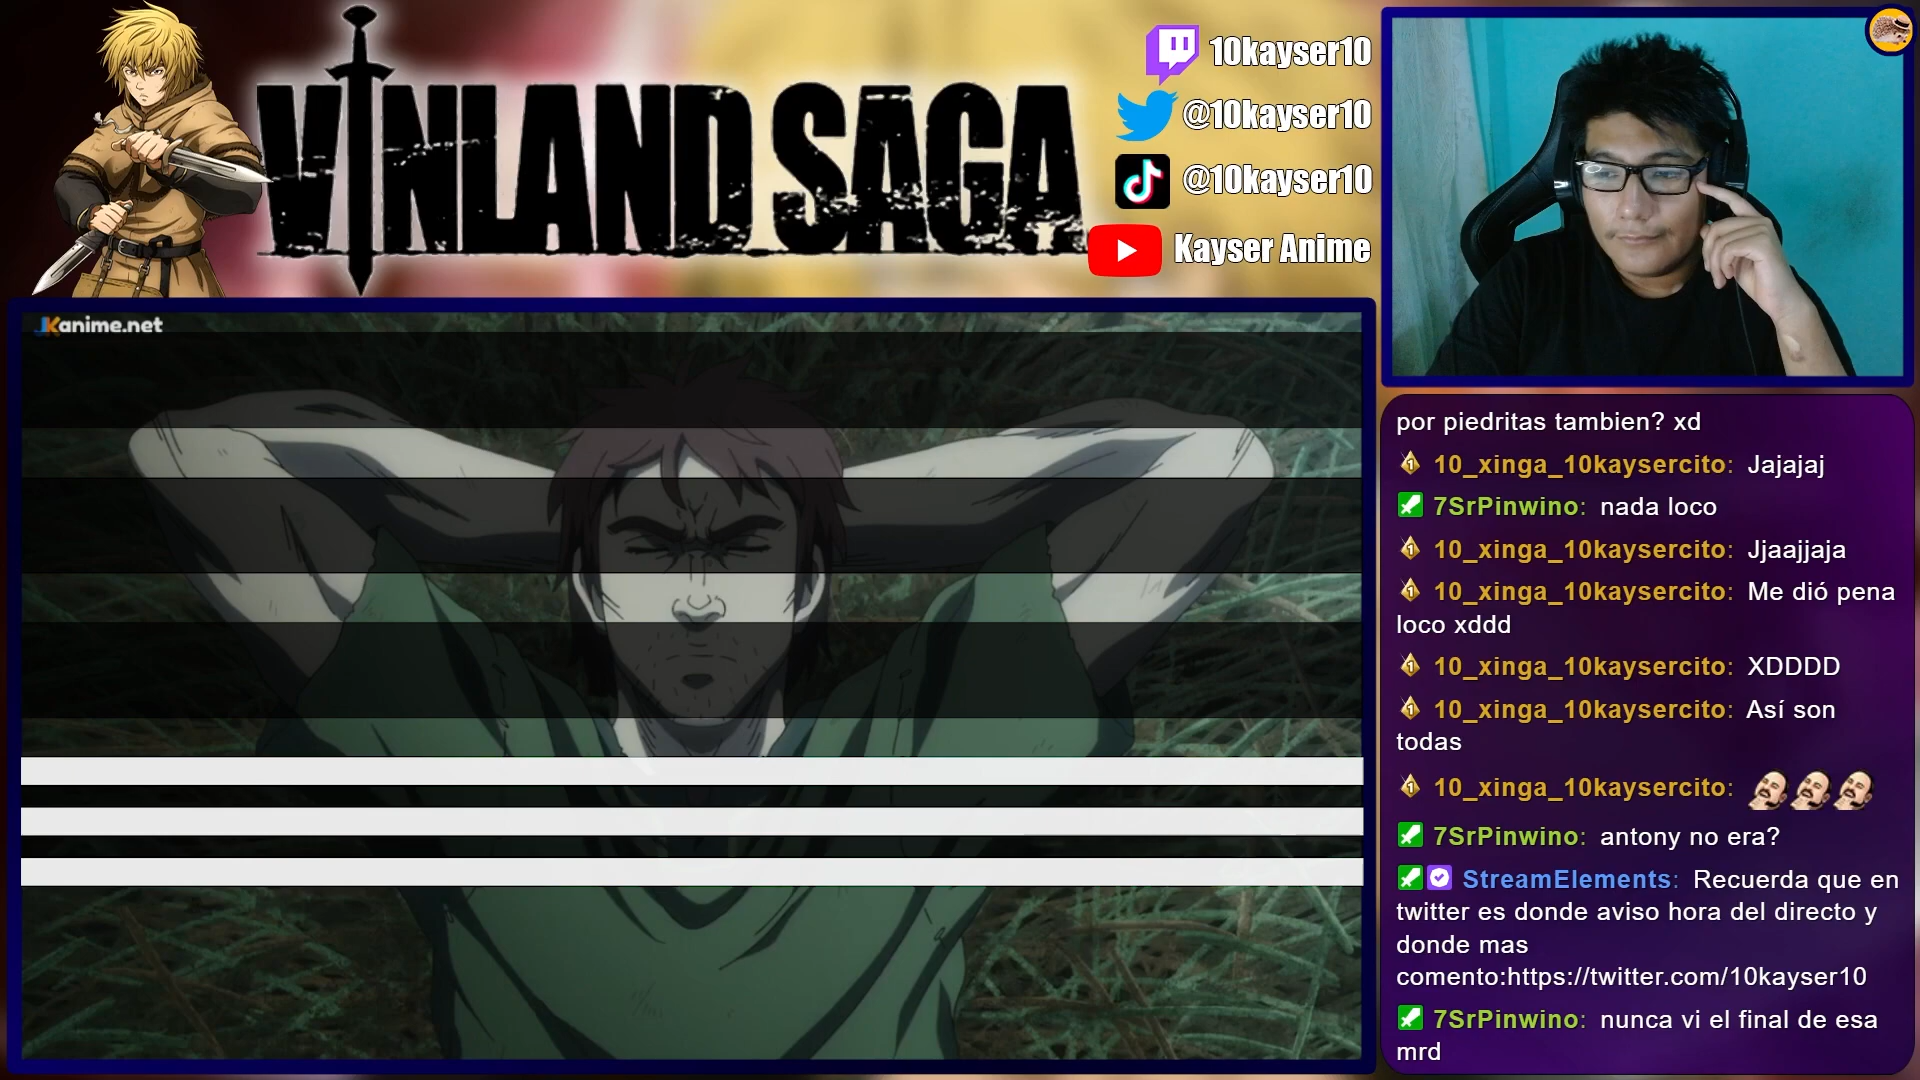 VINLAND SAGA
10kayser10
@10kayser10
@10kayser10
Kayser Anime
JKanime.net
por piedritas tambien? xd
10_xinga_10kaysercito: Jajajaj
7SrPinwino: nada loco
10_xinga_10kaysercito: Jjaajjaja
10_xinga_10kaysercito: Me dió pena
loco xddd
10_xinga_10kaysercito: XDDDD
10_xinga_10kaysercito: Así son
todas
10_xinga_10kaysercito:
7SrPinwino: antony no era?
StreamElements: Recuerda que en
twitter es donde aviso hora del directo y
donde mas
comento:https://twitter.com/10kayser10
7SrPinwino: nunca vi el final de esa
mrd